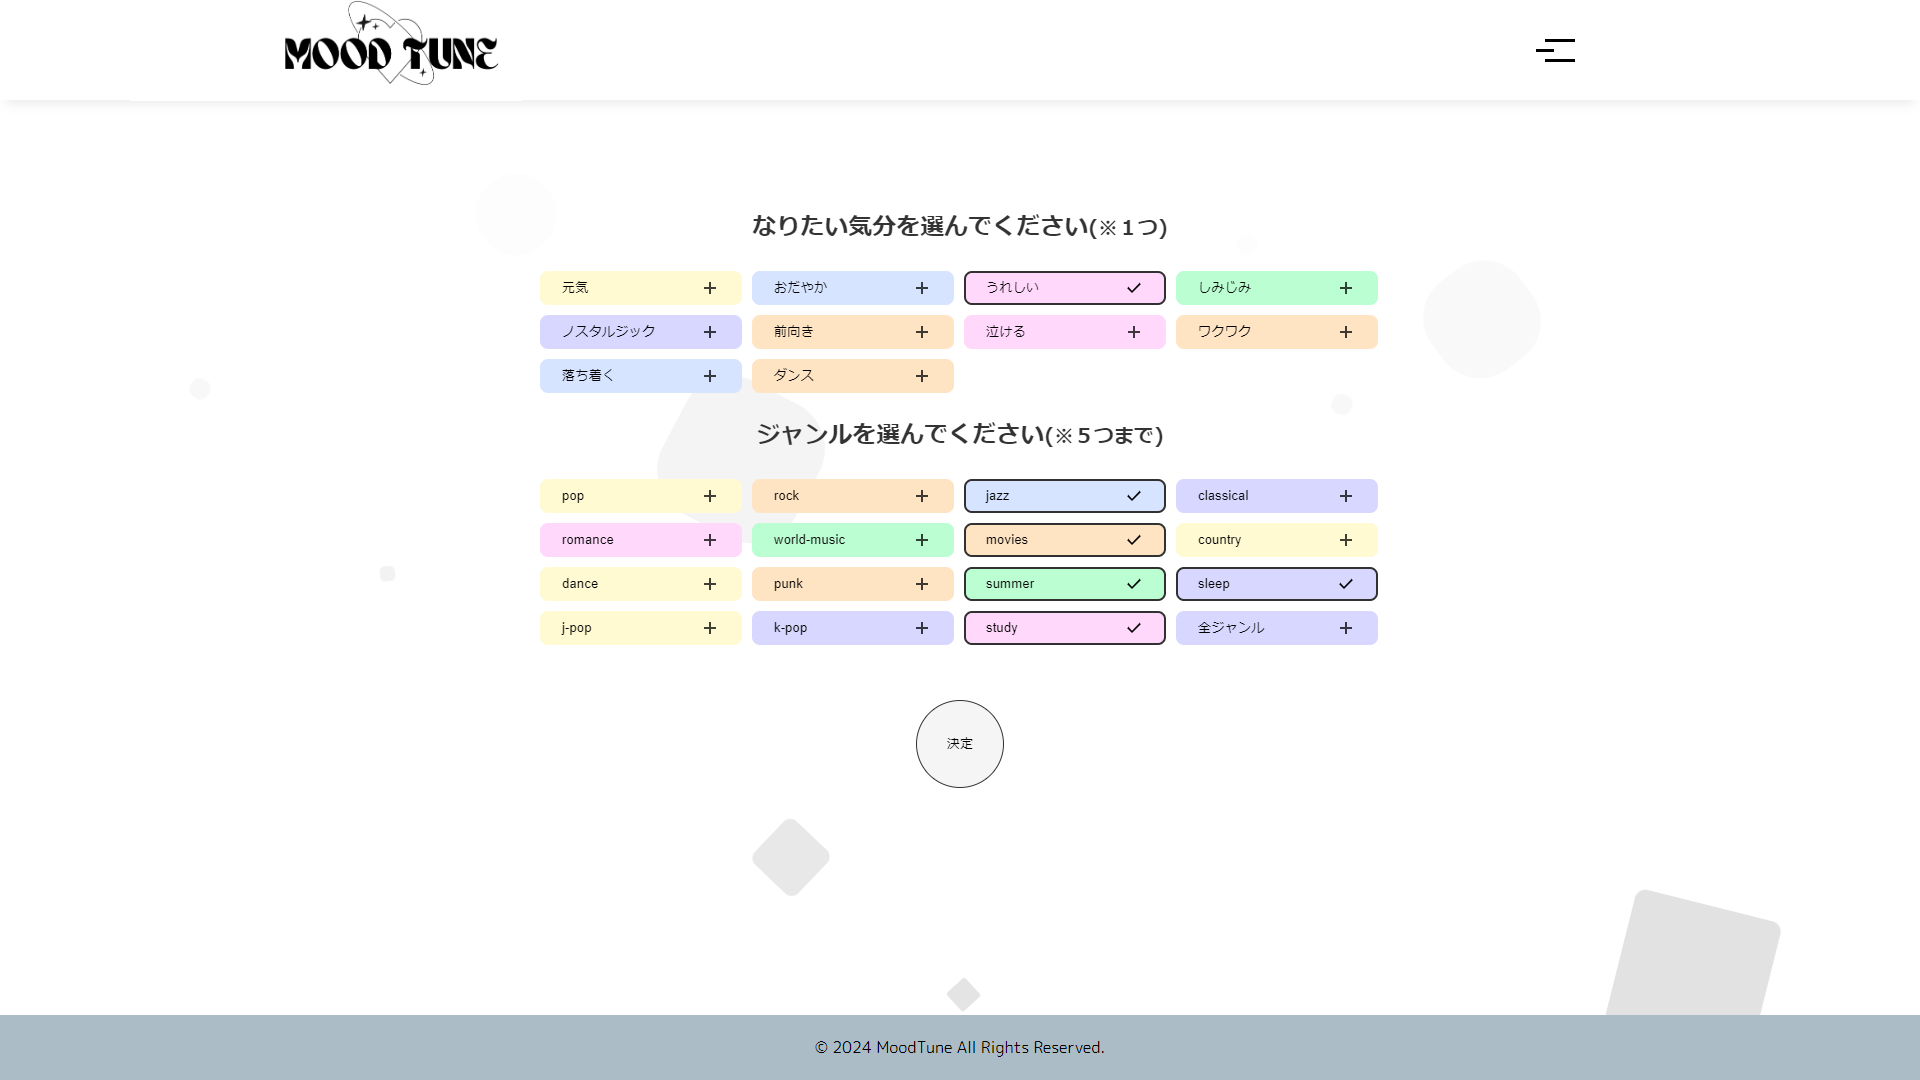 MOOD TUNE
なりたい気分を選んでください(※１つ)
元気 おだやか うれしい しみじみ
ノスタルジック 前向き 泣ける ワクワク
落ち着く ダンス
ジャンルを選んでください(※５つまで)
pop rock jazz classical
romance world-music movies country
dance punk summer sleep
j-pop k-pop study 全ジャンル
決定
© 2024 MoodTune All Rights Reserved.